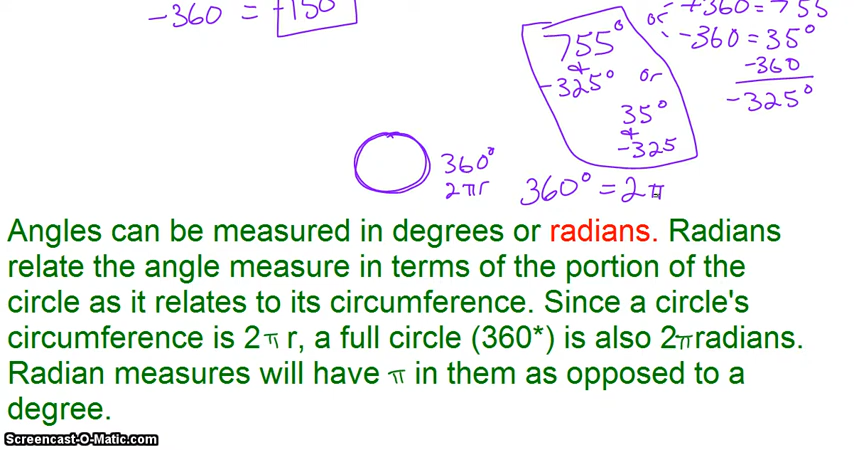 -360 = -150
or +360 = 755
- 360 = 35°
-360
-325°
755°
&
-325° or
35°
&
-325
360°
2πr
360° = 2π
Angles can be measured in degrees or radians. Radians
relate the angle measure in terms of the portion of the
circle as it relates to its circumference. Since a circle's
circumference is 2π r, a full circle (360*) is also 2πradians.
Radian measures will have π in them as opposed to a
degree.
Screencast-O-Matic.com